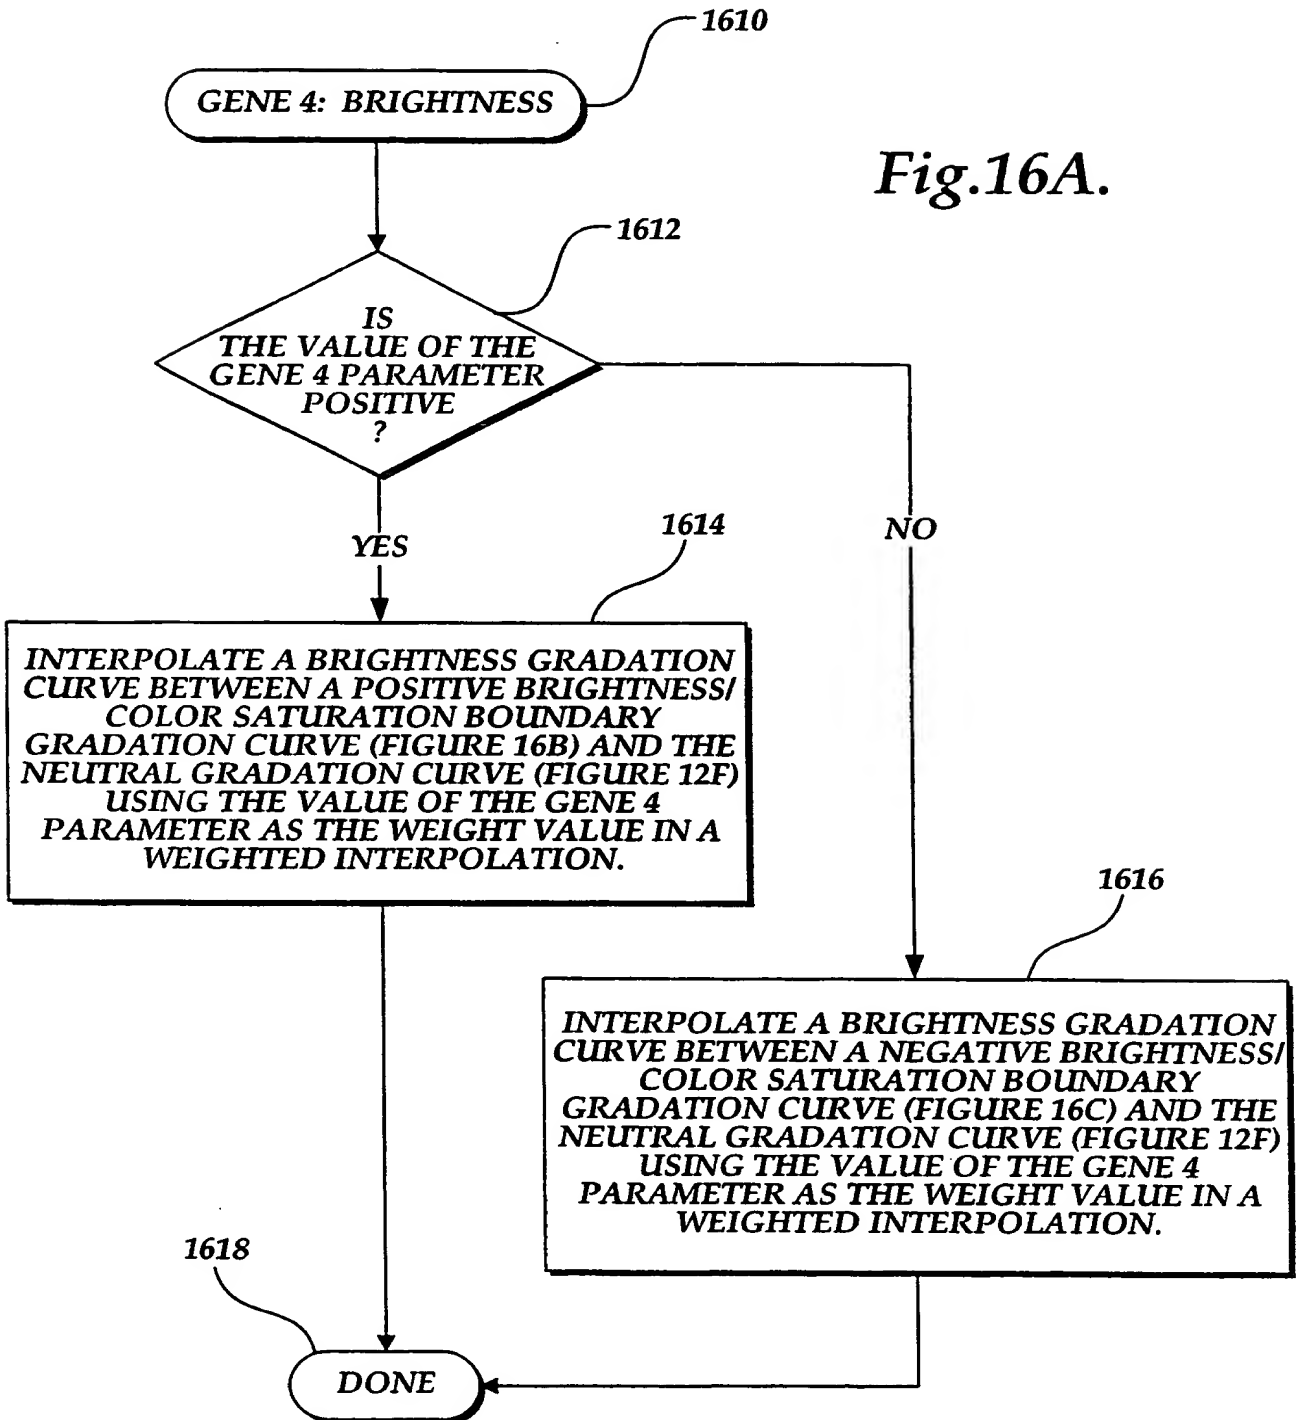 1610
GENE 4: BRIGHTNESS
Fig.16A.
1612
IS
THE VALUE OF THE
GENE 4 PARAMETER
POSITIVE
?
1614
YES
NO
INTERPOLATE A BRIGHTNESS GRADATION
CURVE BETWEEN A POSITIVE BRIGHTNESS/
COLOR SATURATION BOUNDARY
GRADATION CURVE (FIGURE 16B) AND THE
NEUTRAL GRADATION CURVE (FIGURE 12F)
USING THE VALUE OF THE GENE 4
PARAMETER AS THE WEIGHT VALUE IN A
WEIGHTED INTERPOLATION.
1616
INTERPOLATE A BRIGHTNESS GRADATION
CURVE BETWEEN A NEGATIVE BRIGHTNESS/
COLOR SATURATION BOUNDARY
GRADATION CURVE (FIGURE 16C) AND THE
NEUTRAL GRADATION CURVE (FIGURE 12F)
USING THE VALUE OF THE GENE 4
PARAMETER AS THE WEIGHT VALUE IN A
WEIGHTED INTERPOLATION.
1618
DONE